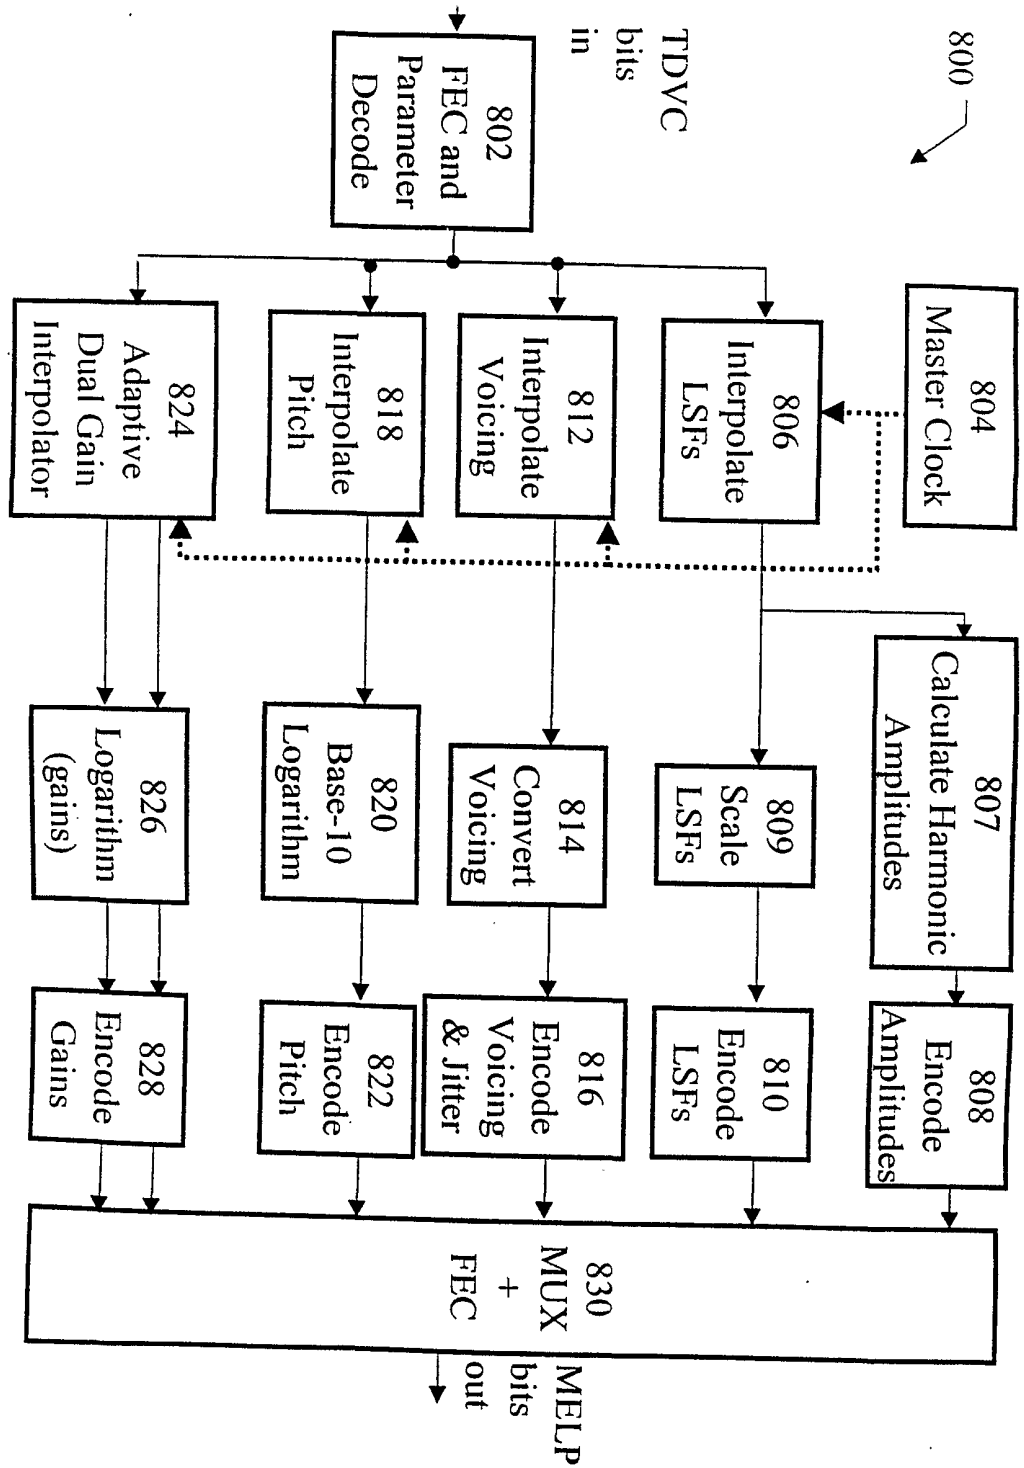 800
TDVC
bits
in
802
FEC and
Parameter
Decode
804
Master Clock
806
Interpolate
LSFs
807
Calculate Harmonic
Amplitudes
808
Encode
Amplitudes
809
Scale
LSFs
810
Encode
LSFs
812
Interpolate
Voicing
814
Convert
Voicing
816
Encode
Voicing
& Jitter
818
Interpolate
Pitch
820
Base-10
Logarithm
822
Encode
Pitch
824
Adaptive
Dual Gain
Interpolator
826
Logarithm
(gains)
828
Encode
Gains
830
MUX
+
FEC
MELP
bits
out